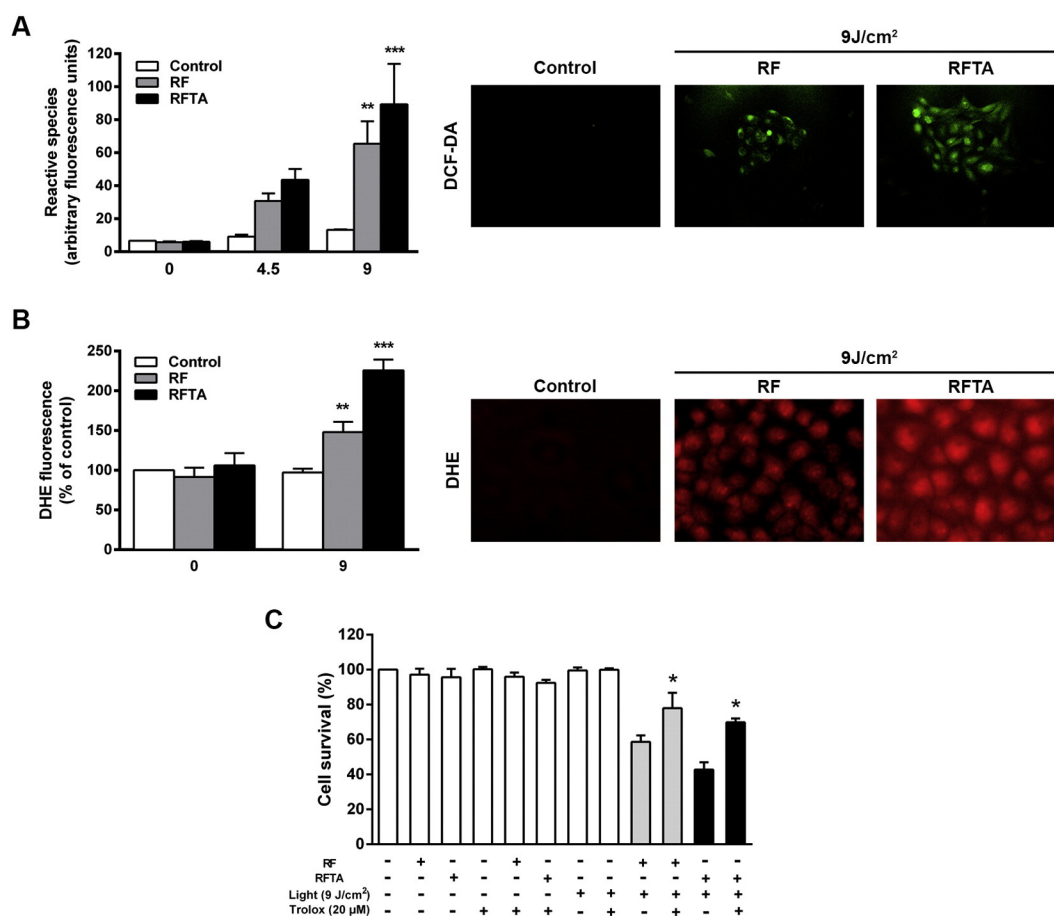 A
Reactive species
(arbitrary fluorescence units)
120
100
80
60
40
20
0
Control
RF
RFTA
**
***
0 4.5 9
9J/cm²
Control RF RFTA
DCF-DA
B
DHE fluorescence
(% of control)
250
200
150
100
50
0
Control
RF
RFTA
**
***
0 9
9J/cm²
Control RF RFTA
DHE
C
Cell survival (%)
120
100
80
60
40
20
0
*
*
RF - + - - + - - - + + - -
RFTA - - + - - + - - - - + +
Light (9 J/cm²) - - - - - - + + + + + +
Trolox (20 µM) - - - + + + - + - + - +